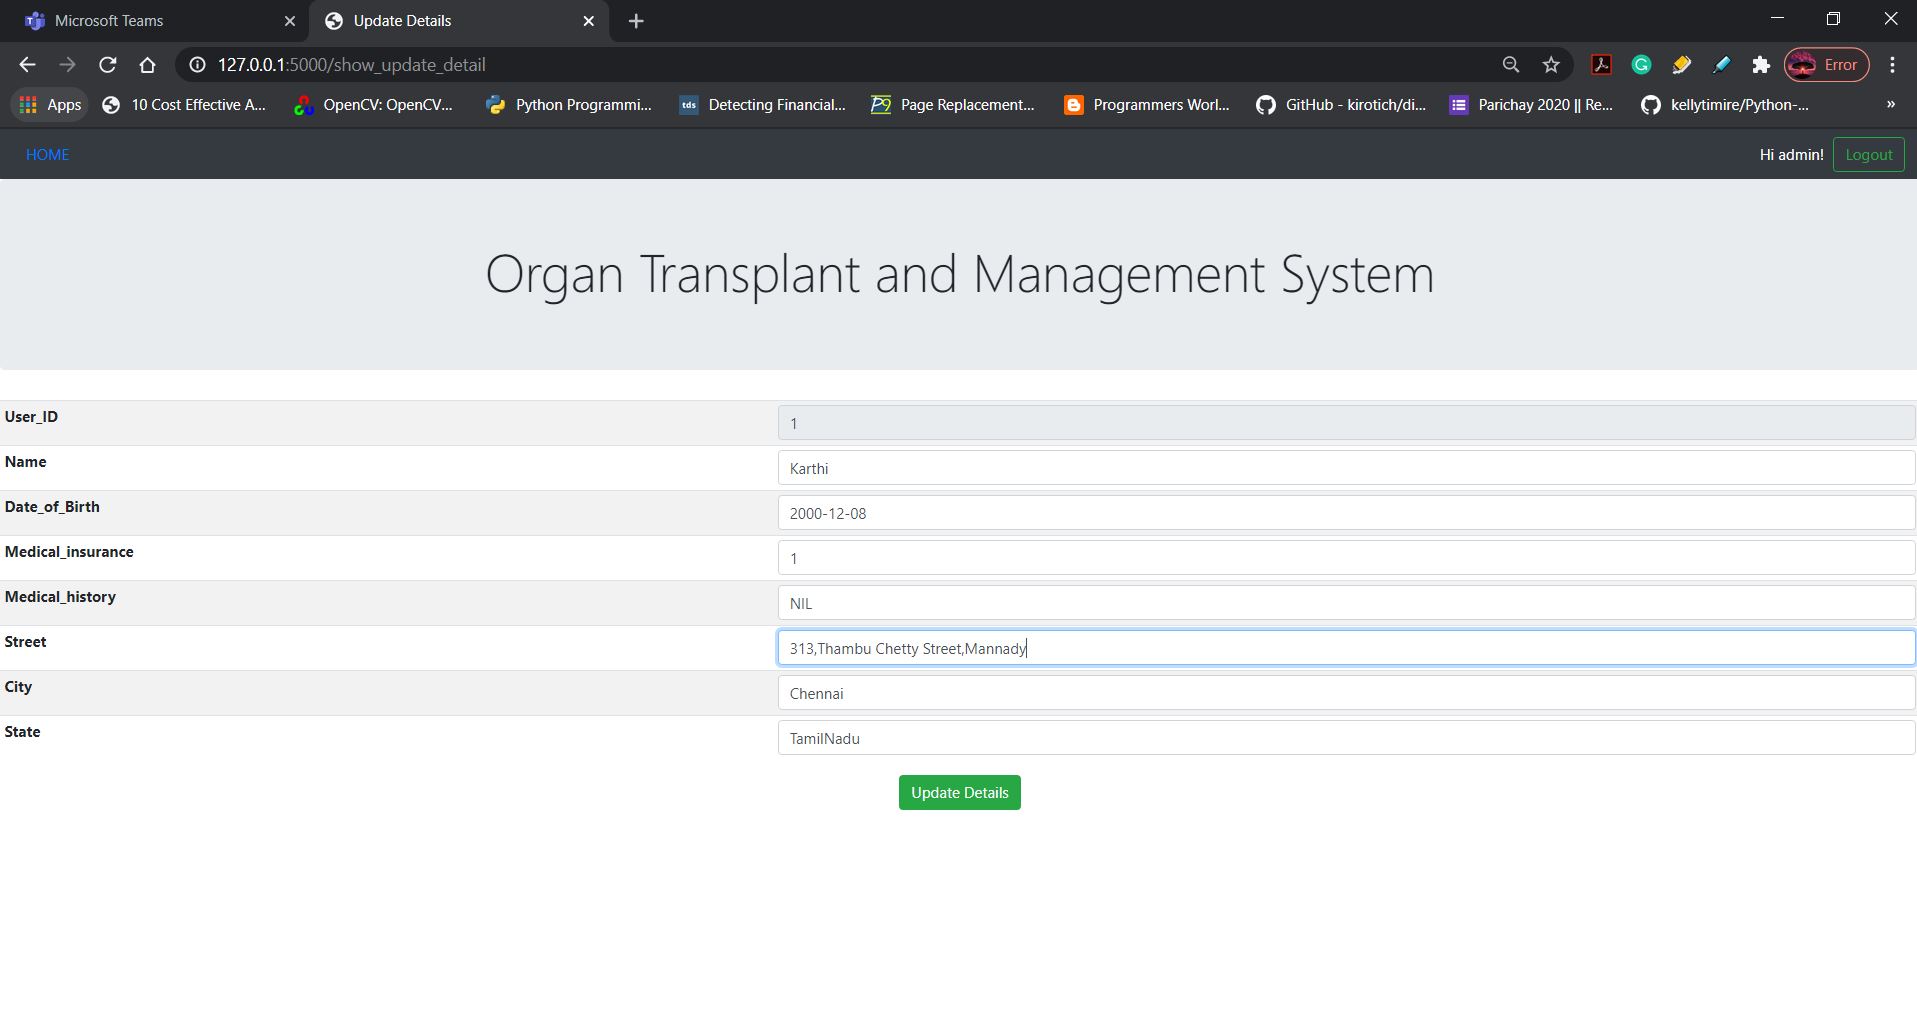 Microsoft Teams
Update Details
127.0.0.1:5000/show_update_detail
Error
Apps
10 Cost Effective A...
OpenCV: OpenCV...
Python Programmi...
tds
Detecting Financial...
Page Replacement...
Programmers Worl...
GitHub - kirotich/di...
Parichay 2020 || Re...
kellytimire/Python-...
»
HOME
Hi admin!
Logout
Organ Transplant and Management System
User_ID
1
Name
Karthi
Date_of_Birth
2000-12-08
Medical_insurance
1
Medical_history
NIL
Street
313,Thambu Chetty Street,Mannady
City
Chennai
State
TamilNadu
Update Details